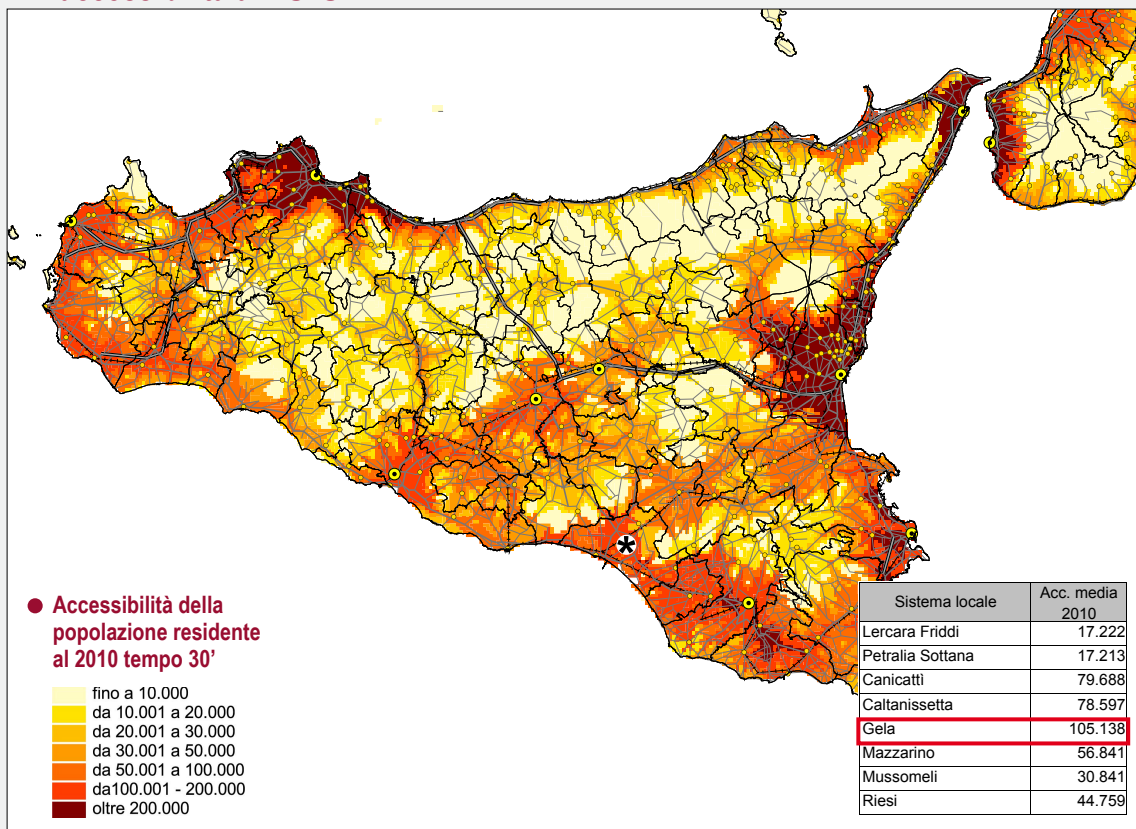 ● Accessibilità della
popolazione residente
al 2010 tempo 30’
fino a 10.000
da 10.001 a 20.000
da 20.001 a 30.000
da 30.001 a 50.000
da 50.001 a 100.000
da100.001 - 200.000
oltre 200.000
Sistema locale Acc. media 2010
Lercara Friddi 17.222
Petralia Sottana 17.213
Canicattì 79.688
Caltanissetta 78.597
Gela 105.138
Mazzarino 56.841
Mussomeli 30.841
Riesi 44.759